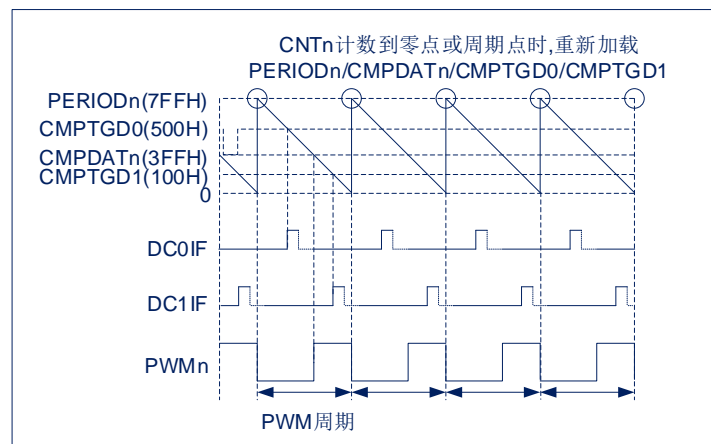 CNTn计数到零点或周期点时,重新加载
PERIODn/CMPDATn/CMPTGD0/CMPTGD1
PERIODn(7FFH)
CMPTGD0(500H)
CMPDATn(3FFH)
CMPTGD1(100H)
0
DC0IF
DC1IF
PWMn
PWM周期